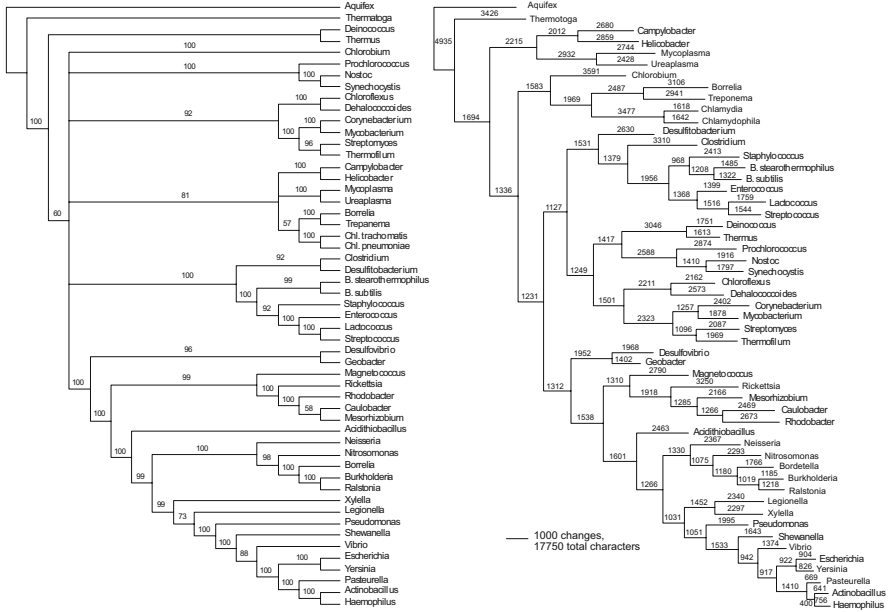 Aquifex
Thermatoga
Deinococcus
Thermus
100
Chlorobium
Prochlorococcus
100
Nostoc
100
Synechocystis
100
Chloroflexus
100
Dehalococcoides
92
Corynebacterium
100
Mycobacterium
100
Streptomyces
96
Thermofilum
Campylobacter
100
Helicobacter
Mycoplasma
100
Ureaplasma
81
Borrelia
100
Trepanema
57
Chl. trachomatis
100
Chl. pneumoniae
60
Clostridium
92
Desulfitobacterium
B. stearothermophilus
99
B. subtilis
100
100
Staphylococcus
92
Enterococcus
100
Lactococcus
100
Streptococcus
Desulfovibrio
96
Geobacter
100
Magnetococcus
99
Rickettsia
100
Rhodobacter
100
Caulobacter
58
Mesorhizobium
100
Acidithiobacillus
Neisseria
100
Nitrosomonas
98
Borrelia
100
Burkholderia
100
Ralstonia
99
Xylella
99
Legionella
73
Pseudomonas
100
Shewanella
100
Vibrio
88
Escherichia
100
Yersinia
100
Pasteurella
100
Actinobacillus
100
Haemophilus
Aquifex
4935
3426
Thermotoga
2680
Campylobacter
2012
2859
Helicobacter
2215
2744
Mycoplasma
2932
2428
Ureaplasma
3591
Chlorobium
1583
3106
Borrelia
2487
2941
Treponema
1969
1618
Chlamydia
3477
1642
Chlamydophila
1694
2630
Desulfitobacterium
1531
3310
Clostridium
1379
2413
Staphylococcus
968
1485
B. stearothermophilus
1208
1322
B. subtilis
1956
1399
Enterococcus
1368
1759
Lactococcus
1516
1544
Streptococcus
1336
1127
1751
Deinococcus
3046
1613
Thermus
1417
2874
Prochlorococcus
2588
1916
Nostoc
1410
1797
Synechocystis
1249
2162
Chloroflexus
2211
2573
Dehalococcoides
1501
2402
Corynebacterium
1257
1878
Mycobacterium
2323
2087
Streptomyces
1096
1969
Thermofilum
1231
1968
Desulfovibrio
1952
1402
Geobacter
1312
2790
Magnetococcus
1310
3250
Rickettsia
1918
2166
Mesorhizobium
1285
2469
Caulobacter
1266
2673
Rhodobacter
1538
2463
Acidithiobacillus
1601
2367
Neisseria
1330
2293
Nitrosomonas
1075
1766
Bordetella
1180
1185
Burkholderia
1019
1218
Ralstonia
1266
2340
Legionella
1452
2297
Xylella
1031
1995
Pseudomonas
1051
1643
Shewanella
1533
1374
Vibrio
942
904
Escherichia
922
826
Yersinia
917
669
Pasteurella
1410
641
Actinobacillus
400
756
Haemophilus
1000 changes,
17750 total characters